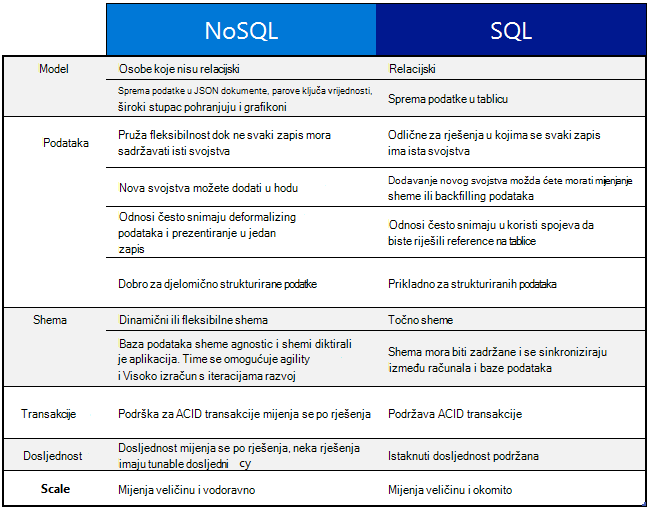 NoSQL SQL
Model Osobe koje nisu relacijski Relacijski
Sprema podatke u JSON dokumente, parove ključa vrijednosti,
široki stupac pohranjuju i grafikoni
Sprema podatke u tablicu
Podataka
Pruža fleksibilnost dok ne svaki zapis mora
sadržavati isti svojstva
Odlične za rješenja u kojima se svaki zapis
ima ista svojstva
Nova svojstva možete dodati u hodu
Dodavanje novog svojstva možda ćete morati mijenjanje
sheme ili backfilling podataka
Odnosi često snimaju deformalizing
podataka i prezentiranje u jedan
zapis
Odnosi često snimaju u koristi spojeva da
biste riješili reference na tablice
Dobro za djelomično strukturirane podatke
Prikladno za strukturiranih podataka
Shema Dinamični ili fleksibilne shema Točno sheme
Baza podataka sheme agnostic i shemi diktirali
je aplikacija. Time se omogućuje agility
i Visoko izračun s iteracijama razvoj
Shema mora biti zadržane i se sinkroniziraju
između računala i baze podataka
Transakcije Podrška za ACID transakcije mijenja se po rješenja Podržava ACID transakcije
Dosljednost
Dosljednost mijenja se po rješenja, neka rješenja
imaju tunable dosljedni cy
Istaknuti dosljednost podržana
Scale Mijenja veličinu i vodoravno Mijenja veličinu i okomito